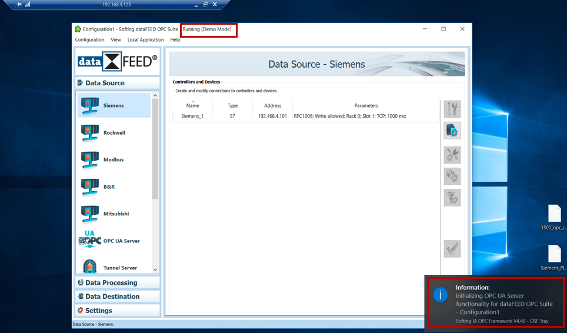 192.168.4.123
Configuration1 - Softing dataFEED OPC Suite Running (Demo Mode)
Configuration View Local Application Help
data FEED®
Data Source
Siemens
Rockwell
Modbus
B&R
Mitsubishi
UA
OPC
OPC UA Server
Tunnel Server
Data Processing
Data Destination
Settings
Data Source - Siemens
Controllers and Devices
Create and modify connections to controllers and devices.
Name Type Address Parameters
Siemens_1 S7 192.168.4.101 RFC1006; Write allowed; Rack 0; Slot 1; TCP: 1000 ms;
Data Source - Siemens.
1500_opc_u...
Siemens_PL...
Information:
Initializing OPC UA Server
functionality for dataFEED OPC Suite
- Configuration1.
Softing IA OPC Framework V4.40 - OSF Tray